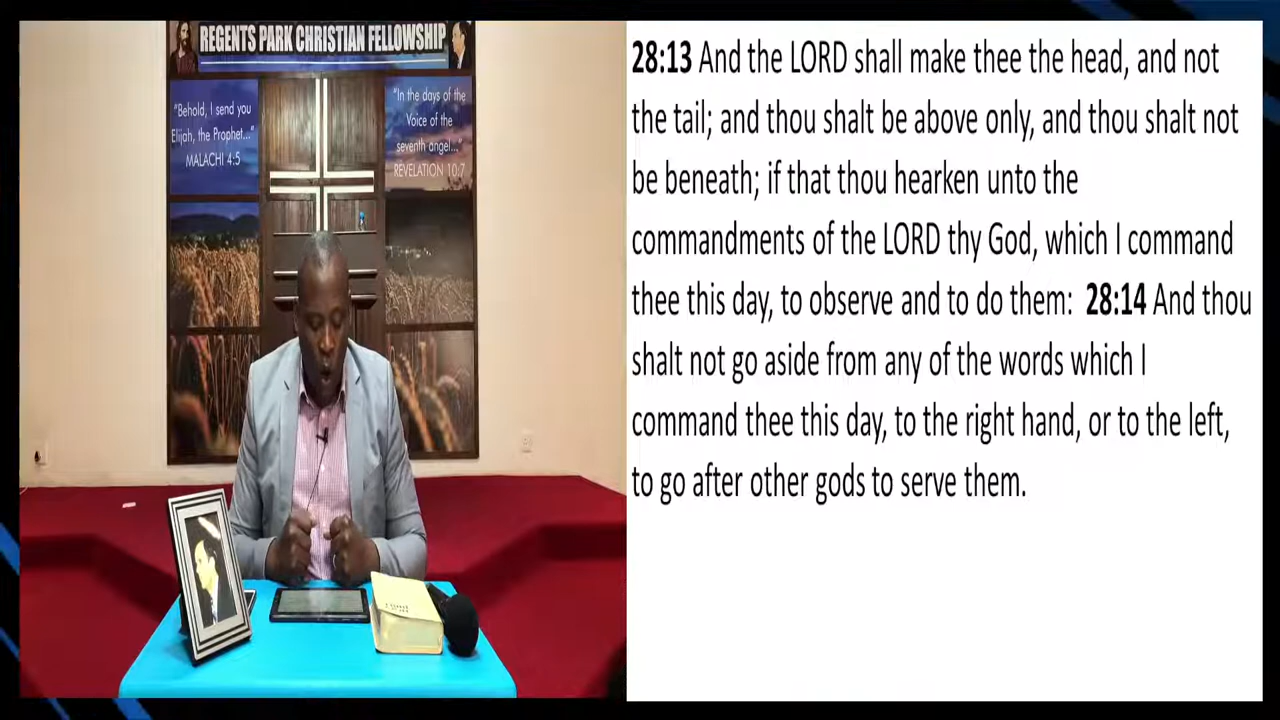 REGENTS PARK CHRISTIAN FELLOWSHIP
"Behold, I send you
Elijah, the Prophet..."
MALACHI 4:5
"In the days of the
Voice of the
seventh angel..."
REVELATION 10:7
28:13 And the LORD shall make thee the head, and not
the tail; and thou shalt be above only, and thou shalt not
be beneath; if that thou hearken unto the
commandments of the LORD thy God, which I command
thee this day, to observe and to do them: 28:14 And thou
shalt not go aside from any of the words which I
command thee this day, to the right hand, or to the left,
to go after other gods to serve them.